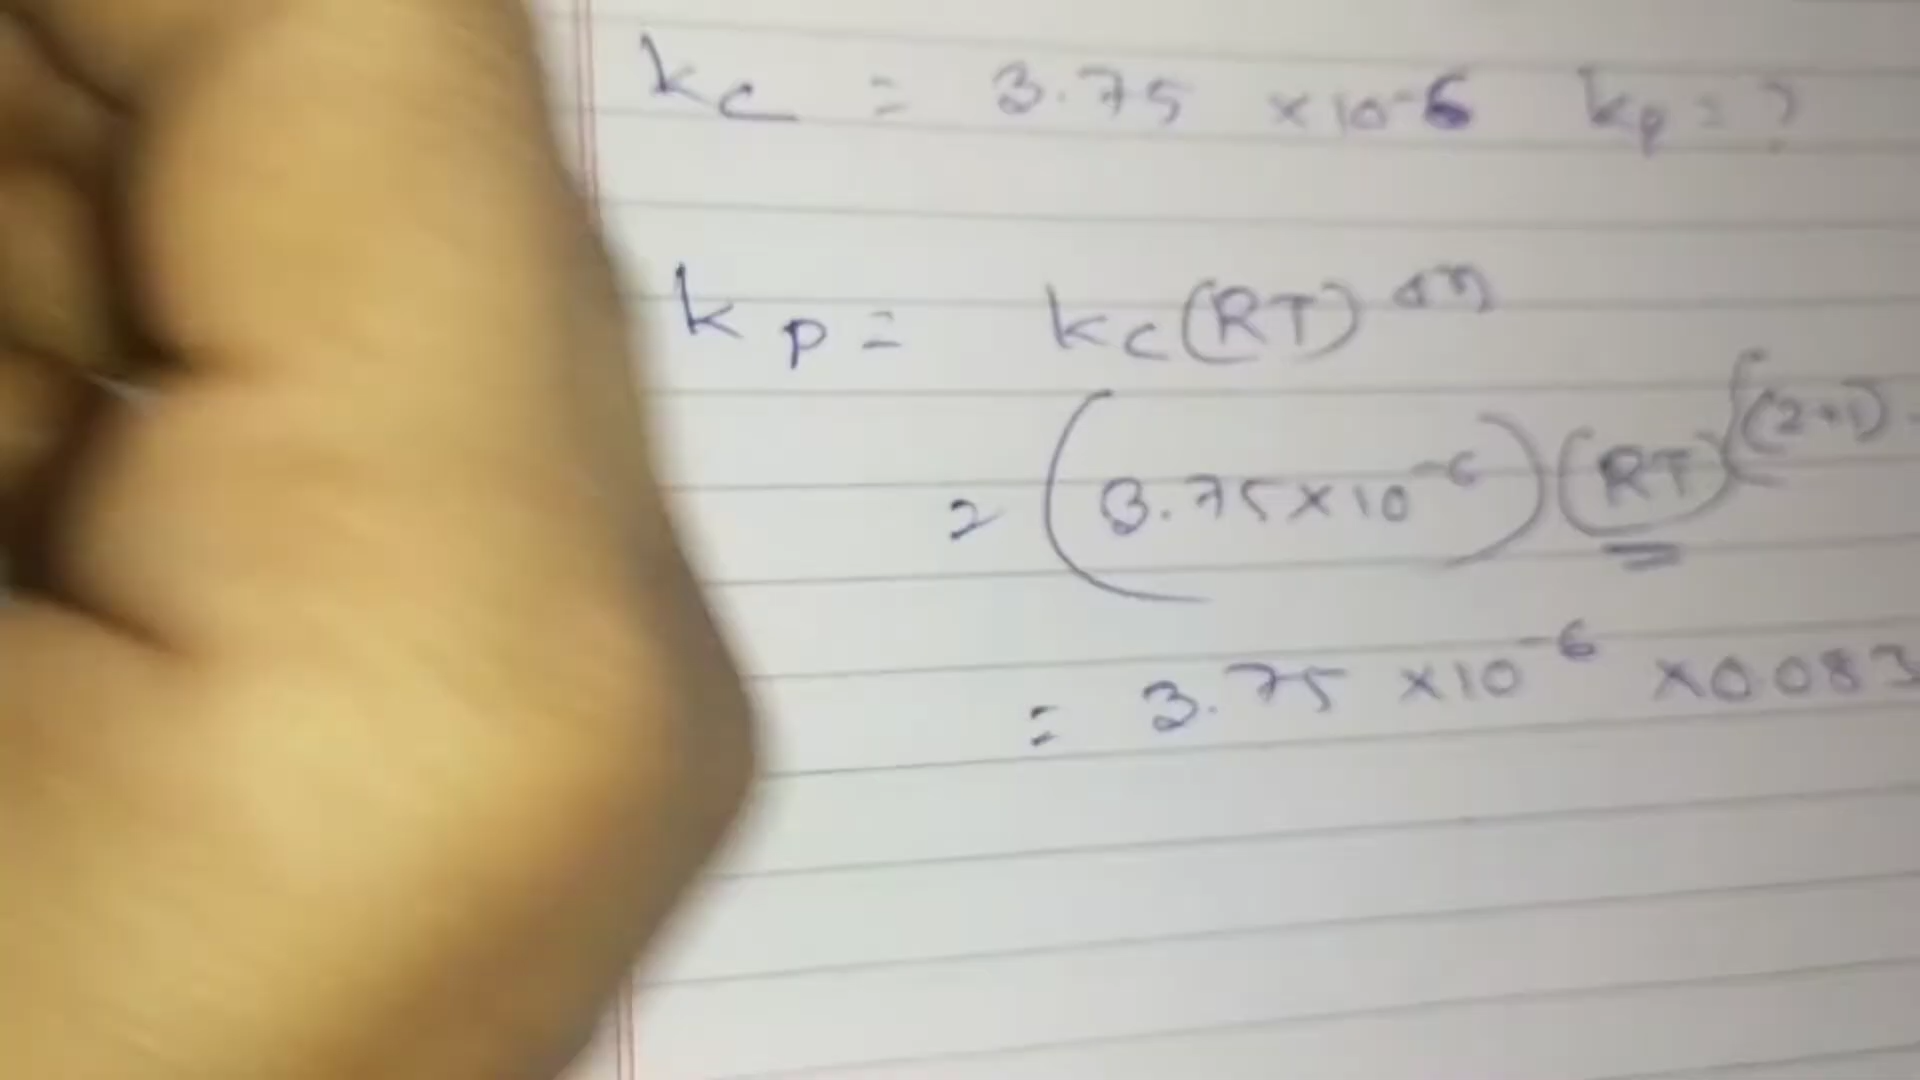 kc = 3.75 × 10-6 kp = ?
kp = kc(RT)^Δn
= (3.75×10^-6)(RT)^[(2+1)
= 3.75 ×10^-6 ×0.083